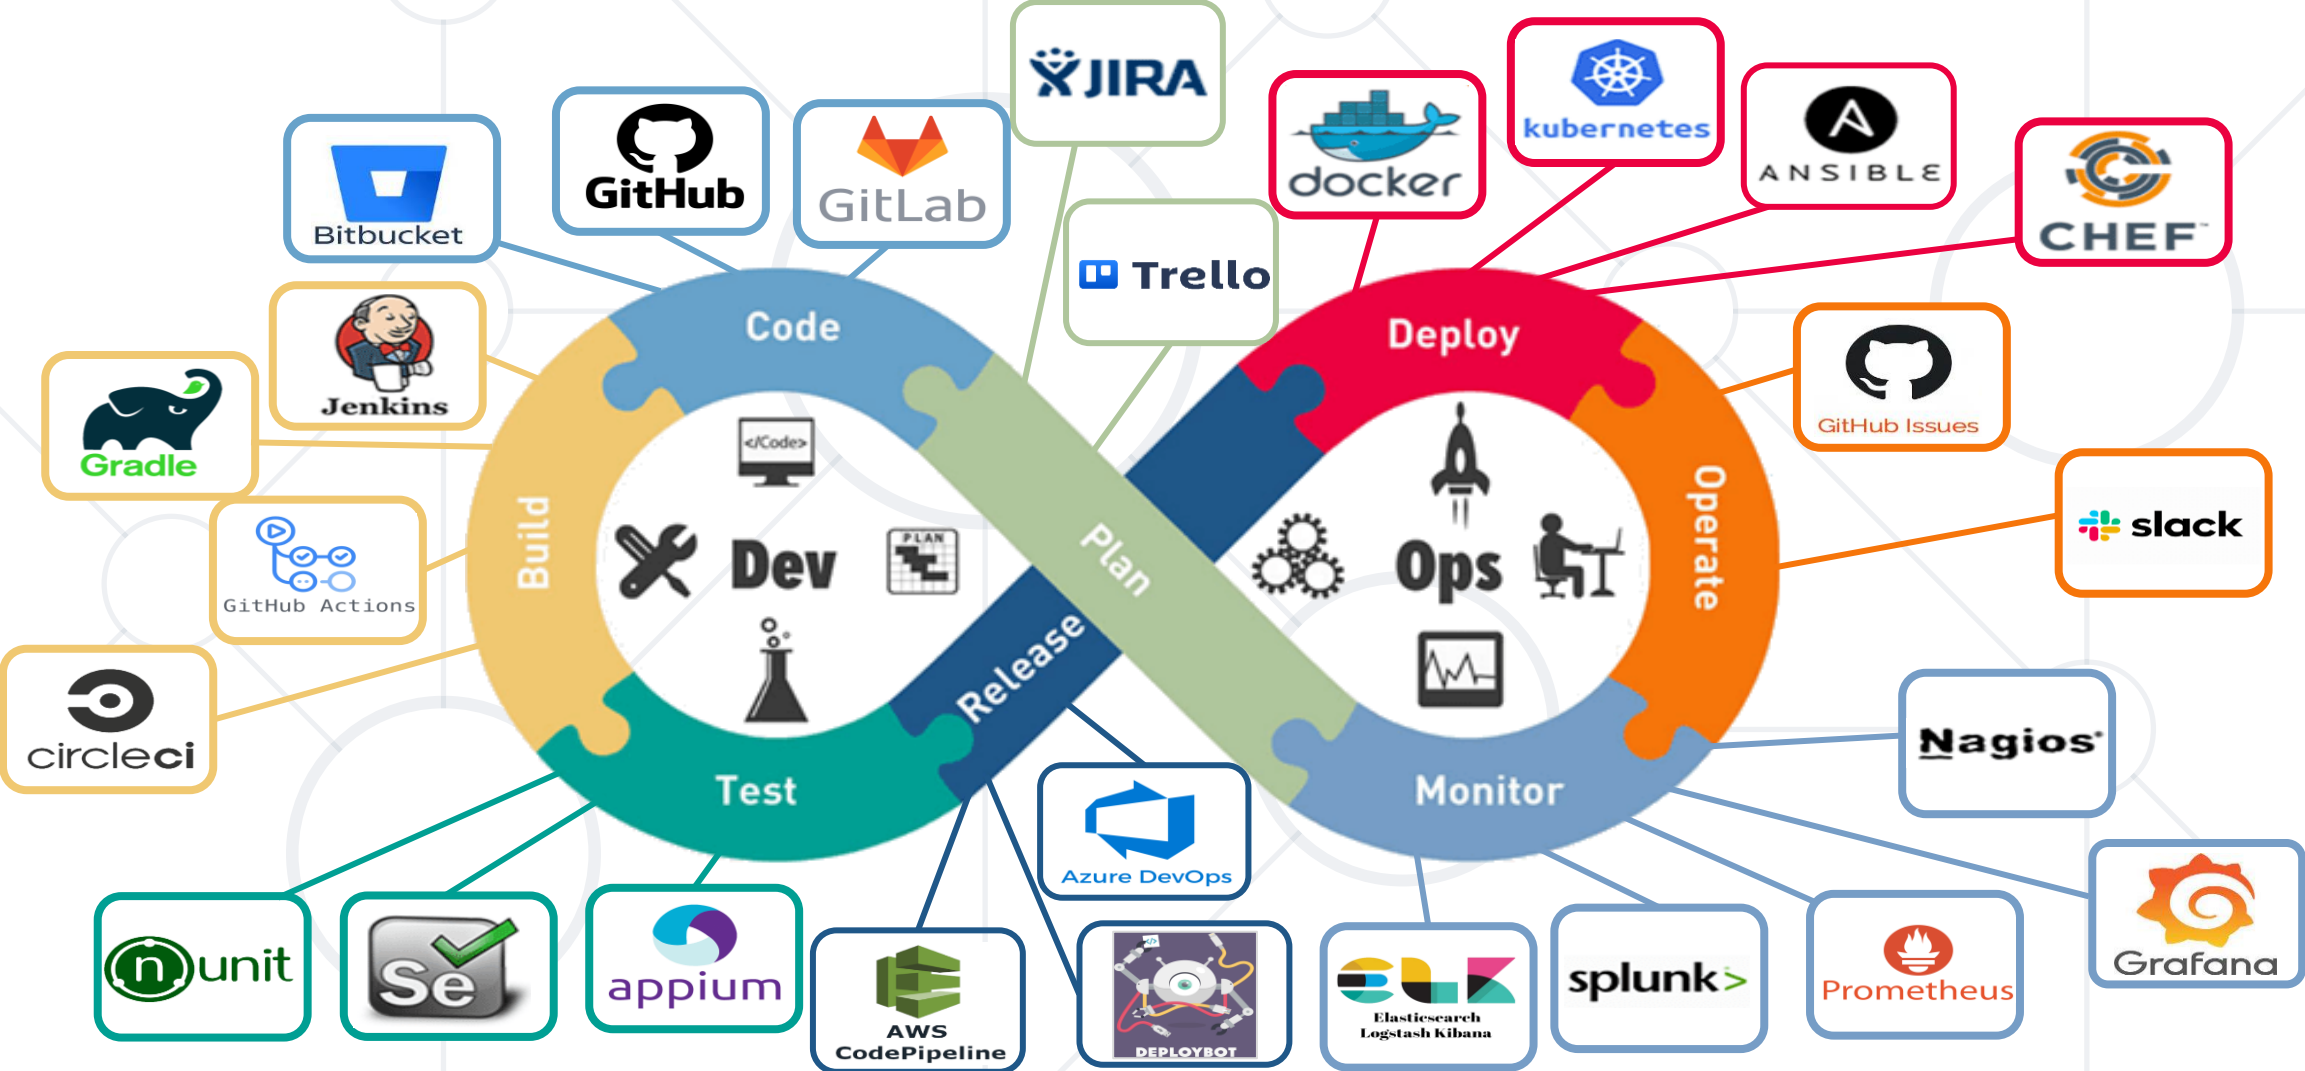 JIRA
kubernetes
docker
ANSIBLE
GitHub
GitLab
Bitbucket
CHEF™
Trello
Code
Deploy
Jenkins
Gradle
GitHub Issues
</Code>
Build
Dev
PLAN
Plan
Ops
Operate
slack
GitHub Actions
Release
circleci
Test
Monitor
Nagios®
Azure DevOps
nunit
Se
appium
AWS
CodePipeline
</>
DEPLOYBOT
ELK
Elasticsearch
Logstash Kibana
splunk>
Prometheus
Grafana